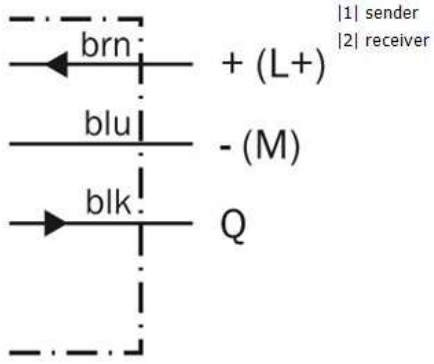 brn + (L+)
blu - (M)
blk Q
|1| sender
|2| receiver